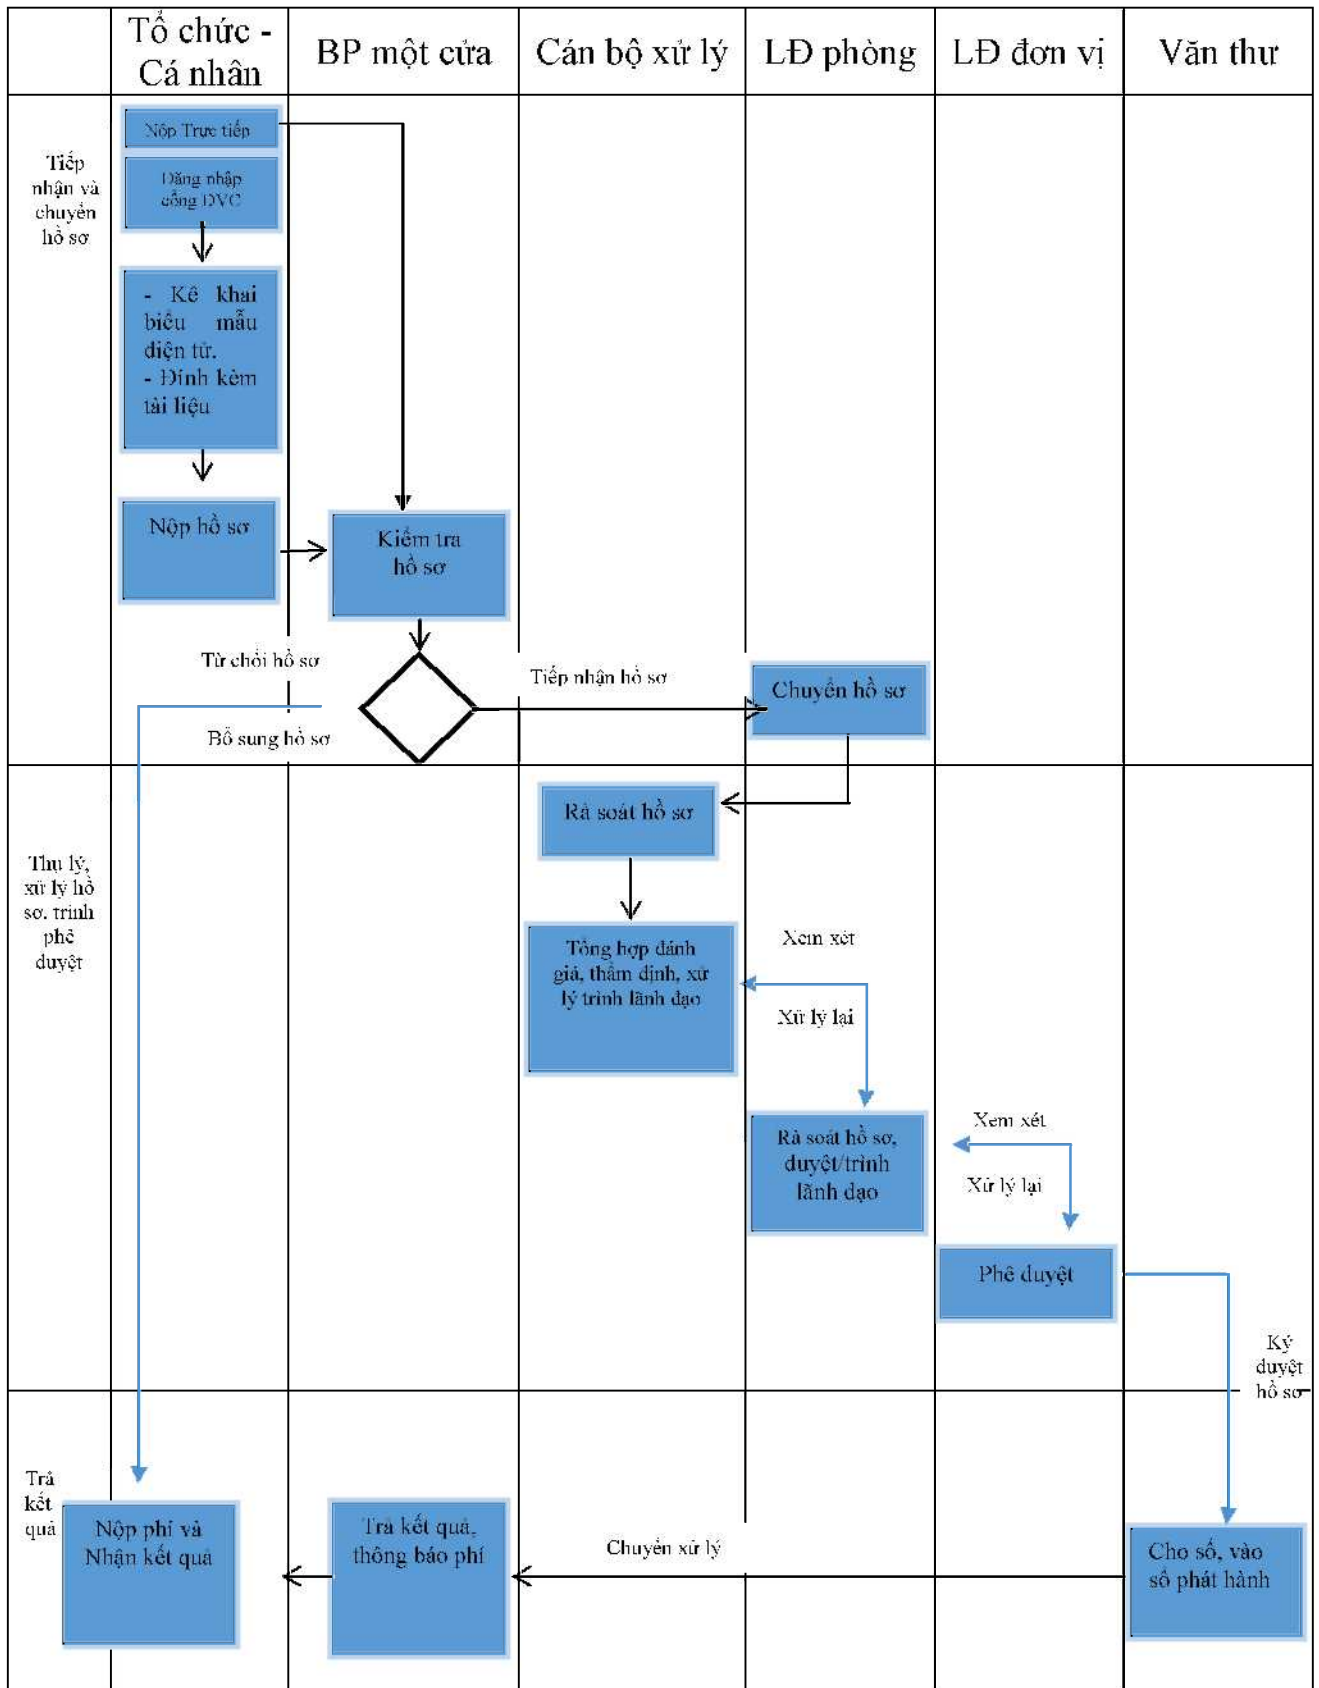 Tổ chức -
Cá nhân
BP một cửa
Cán bộ xử lý
LĐ phòng
LĐ đơn vị
Văn thư
Tiếp
nhận và
chuyển
hồ sơ
Nộp Trực tiếp
Đăng nhập
cổng DVC
- Kê khai
biểu mẫu
điện tử.
- Đính kèm
tài liệu
Nộp hồ sơ
Kiểm tra
hồ sơ
Từ chối hồ sơ
Bổ sung hồ sơ
Tiếp nhận hồ sơ
Chuyển hồ sơ
Thụ lý,
xử lý hồ
sơ. trình
phê
duyệt
Rà soát hồ sơ
Tổng hợp đánh
giá, thẩm định, xử
lý trình lãnh đạo
Xem xét
Xử lý lại
Rà soát hồ sơ,
duyệt/trình
lãnh đạo
Xem xét
Xử lý lại
Phê duyệt
Ký
duyệt
hồ sơ
Trả
kết
quả
Nộp phí và
Nhận kết quả
Trả kết quả,
thông báo phí
Chuyển xử lý
Cho số, vào
số phát hành